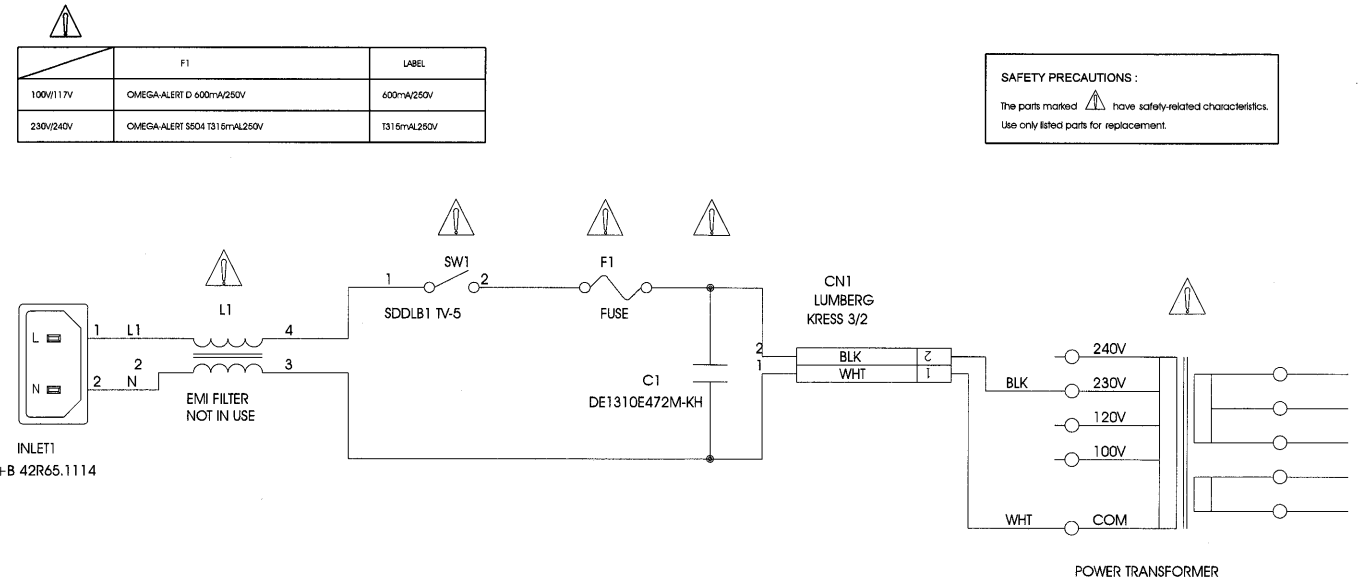 F1 LABEL
100V/117V OMEGA-ALERT D 600mA/250V 600mA/250V
230V/240V OMEGA-ALERT S504 T315mAL250V T315mAL250V
SAFETY PRECAUTIONS :
The parts marked have safety-related characteristics.
Use only listed parts for replacement.
L
N
1 L1
2
2 N
INLET1
+B 42R65.1114
L1
4
3
EMI FILTER
NOT IN USE
SW1
1 2
SDDLB1 TV-5
F1
FUSE
C1
DE1310E472M-KH
CN1
LUMBERG
KRESS 3/2
2 BLK 2
1 WHT 1
BLK
WHT
240V
230V
120V
100V
COM
POWER TRANSFORMER